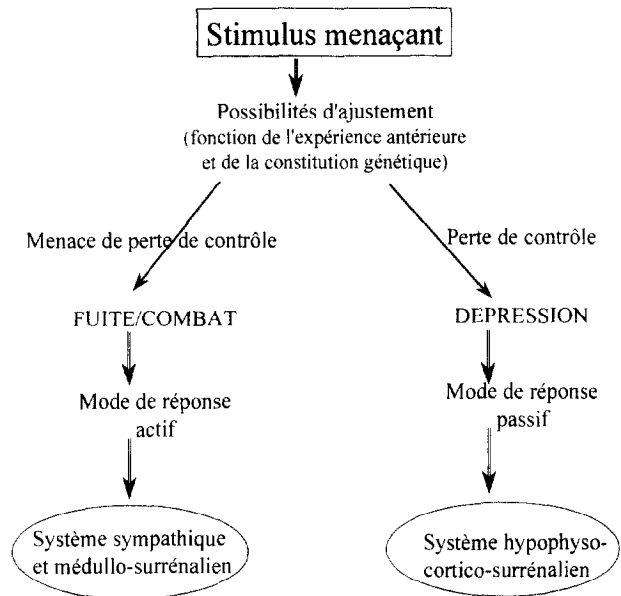 Stimulus menaçant
Possibilités d'ajustement
(fonction de l'expérience antérieure
et de la constitution génétique)
Menace de perte de contrôle
Perte de contrôle
FUITE/COMBAT
DEPRESSION
Mode de réponse
actif
Mode de réponse
passif
Système sympathique
et médullo-surrénalien
Système hypophyso-
cortico-surrénalien